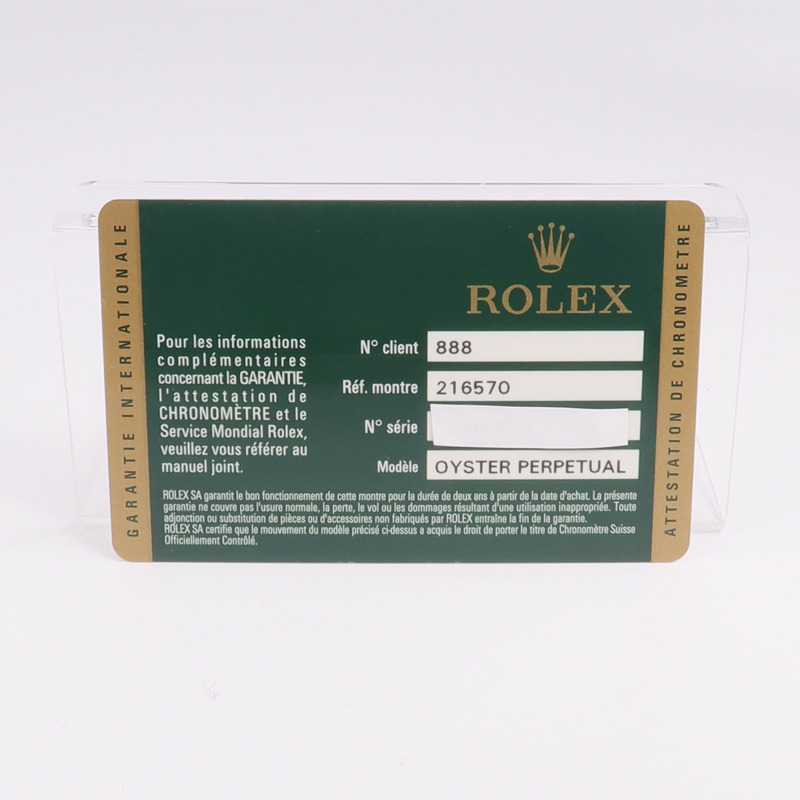 GARANTIE INTERNATIONALE
ROLEX
Pour les informations
complémentaires
concernant la GARANTIE,
l'attestation de
CHRONOMÈTRE et le
Service Mondial Rolex,
veuillez vous référer au
manuel joint.
N° client 888
Réf. montre 216570
N° série
Modèle OYSTER PERPETUAL
ROLEX SA garantit le bon fonctionnement de cette montre pour la durée de deux ans à partir de la date d'achat. La présente
garantie ne couvre pas l'usure normale, la perte, le vol ou les dommages résultant d'une utilisation inappropriée. Toute
adjonction ou substitution de pièces ou d'accessoires non fabriqués par ROLEX entraîne la fin de la garantie.
ROLEX SA certifie que le mouvement du modèle précisé ci-dessus a acquis le droit de porter le titre de Chronomètre Suisse
Officiellement Contrôlé.
ATTESTATION DE CHRONOMETRE